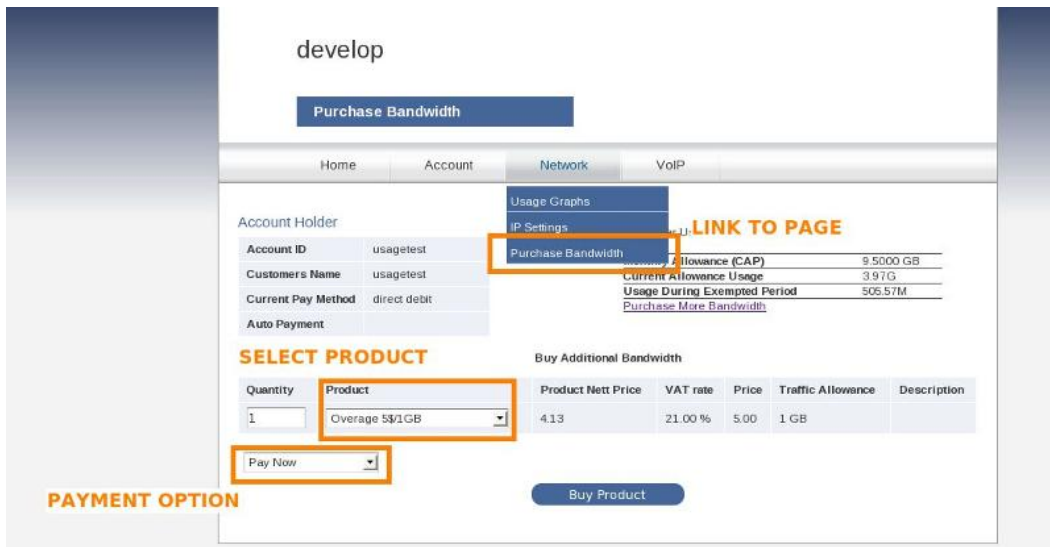 develop
Purchase Bandwidth
Home Account Network VoIP
Usage Graphs
IP Settings
Purchase Bandwidth
LINK TO PAGE
Account Holder
Account ID usagetest
Customers Name usagetest
Current Pay Method direct debit
Auto Payment
Allowance (CAP) 9.5000 GB
Current Allowance Usage 3.97G
Usage During Exempted Period 505.57M
Purchase More Bandwidth
SELECT PRODUCT
Buy Additional Bandwidth
Quantity Product Product Nett Price VAT rate Price Traffic Allowance Description
1 Overage 5$/1GB 4.13 21.00 % 5.00 1 GB
Pay Now
PAYMENT OPTION
Buy Product